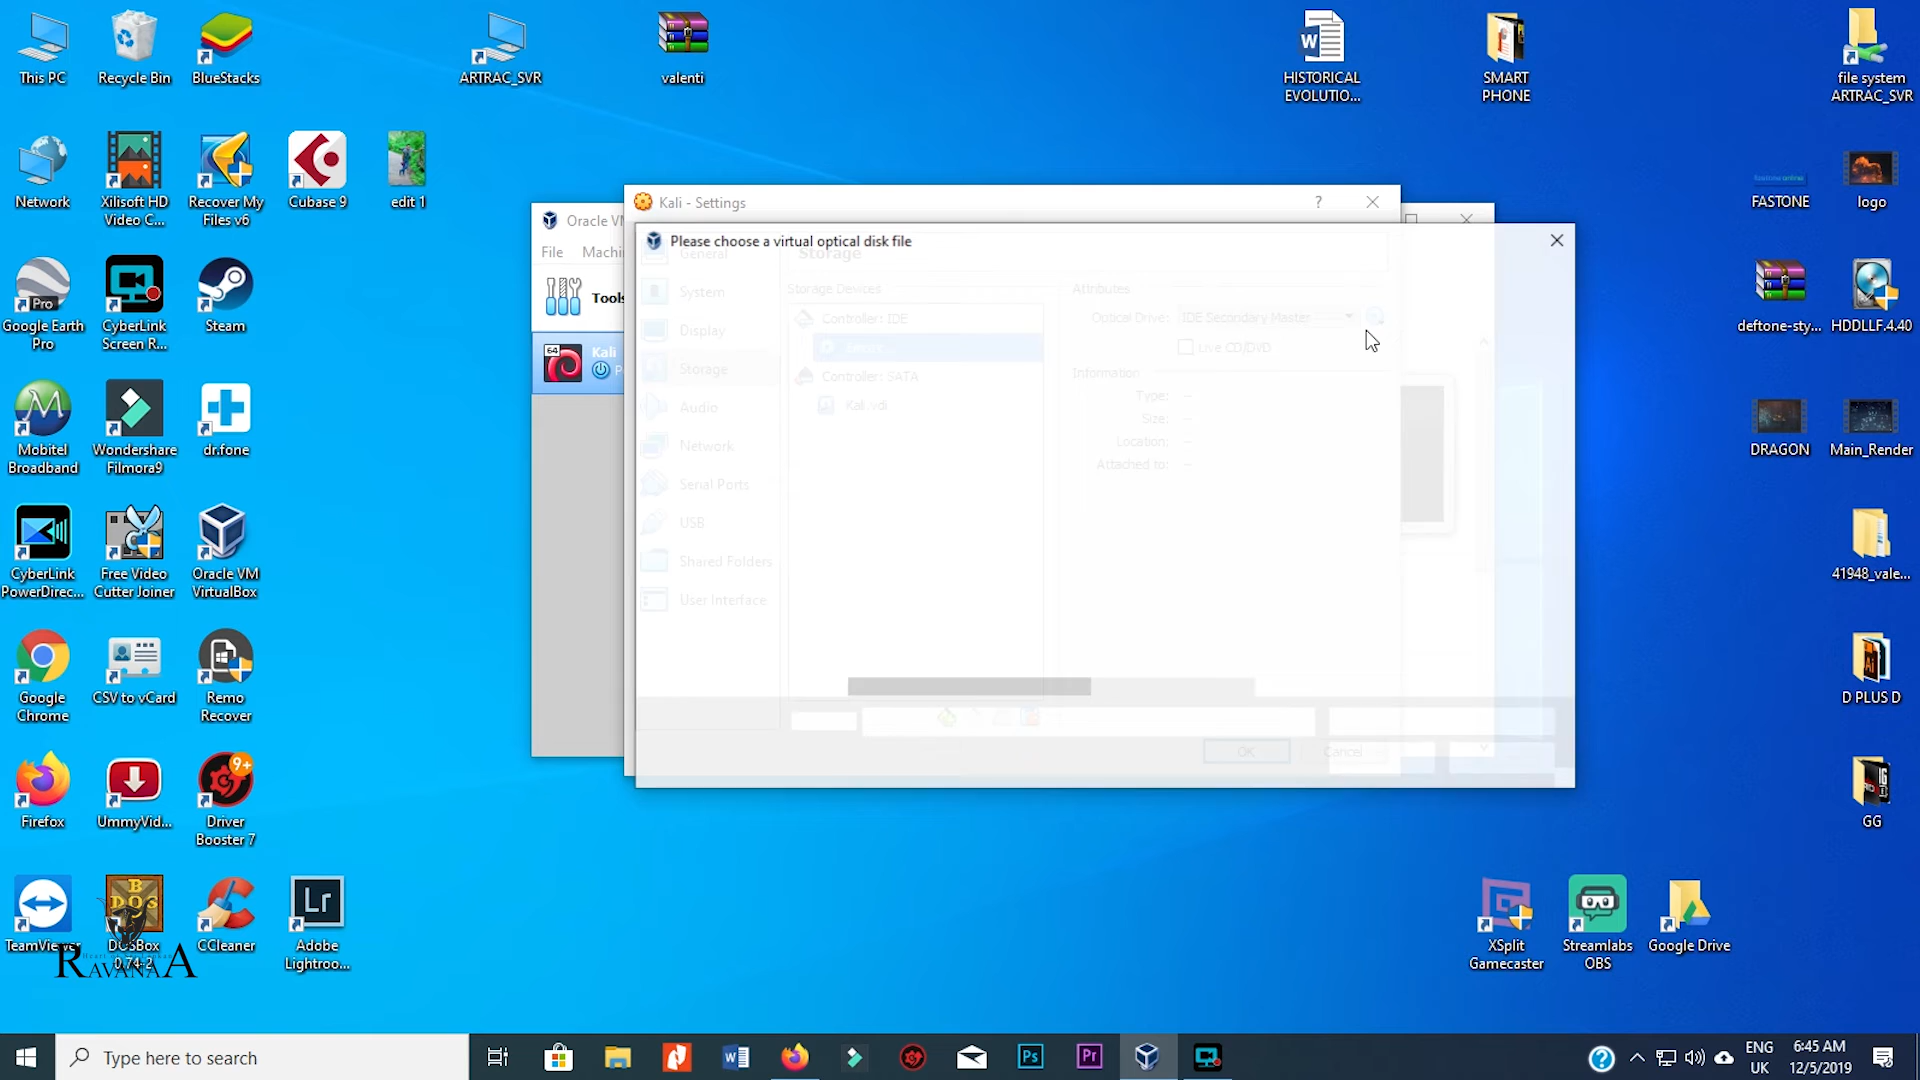 This PC
Recycle Bin
BlueStacks
ARTRAC_SVR
valenti
HISTORICAL
EVOLUTIO...
SMART
PHONE
file system
ARTRAC_SVR
Network
Xilisoft HD
Video C...
Recover My
Files v6
Cubase 9
edit 1
FASTONE
logo
Google Earth
Pro
CyberLink
Screen R...
Steam
deftone-sty...
HDDLLF.4.40
Mobitel
Broadband
Wondershare
Filmora9
dr.fone
DRAGON
Main_Render
CyberLink
PowerDirec...
Free Video
Cutter Joiner
Oracle VM
VirtualBox
41948_vale...
Google
Chrome
CSV to vCard
Remo
Recover
D PLUS D
Firefox
UmmyVid...
Driver
Booster 7
9+
GG
TeamViewer
DOSBox
0.74-2
CCleaner
Adobe
Lightroo...
RAVANAA
XSplit
Gamecaster
Streamlabs
OBS
Google Drive
Oracle VM
File Machin
Tools
64
Kali
Kali - Settings
?
Please choose a virtual optical disk file
General
System
Display
Storage
Audio
Network
Serial Ports
USB
Shared Folders
User Interface
Storage
Storage Devices
Controller: IDE
Empty
Controller: SATA
Kali.vdi
Attributes
Optical Drive: IDE Secondary Master
Live CD/DVD
Information
Type: --
Size: --
Location: --
Attached to: --
OK
Cancel
Type here to search
ENG
UK
6:45 AM
12/5/2019